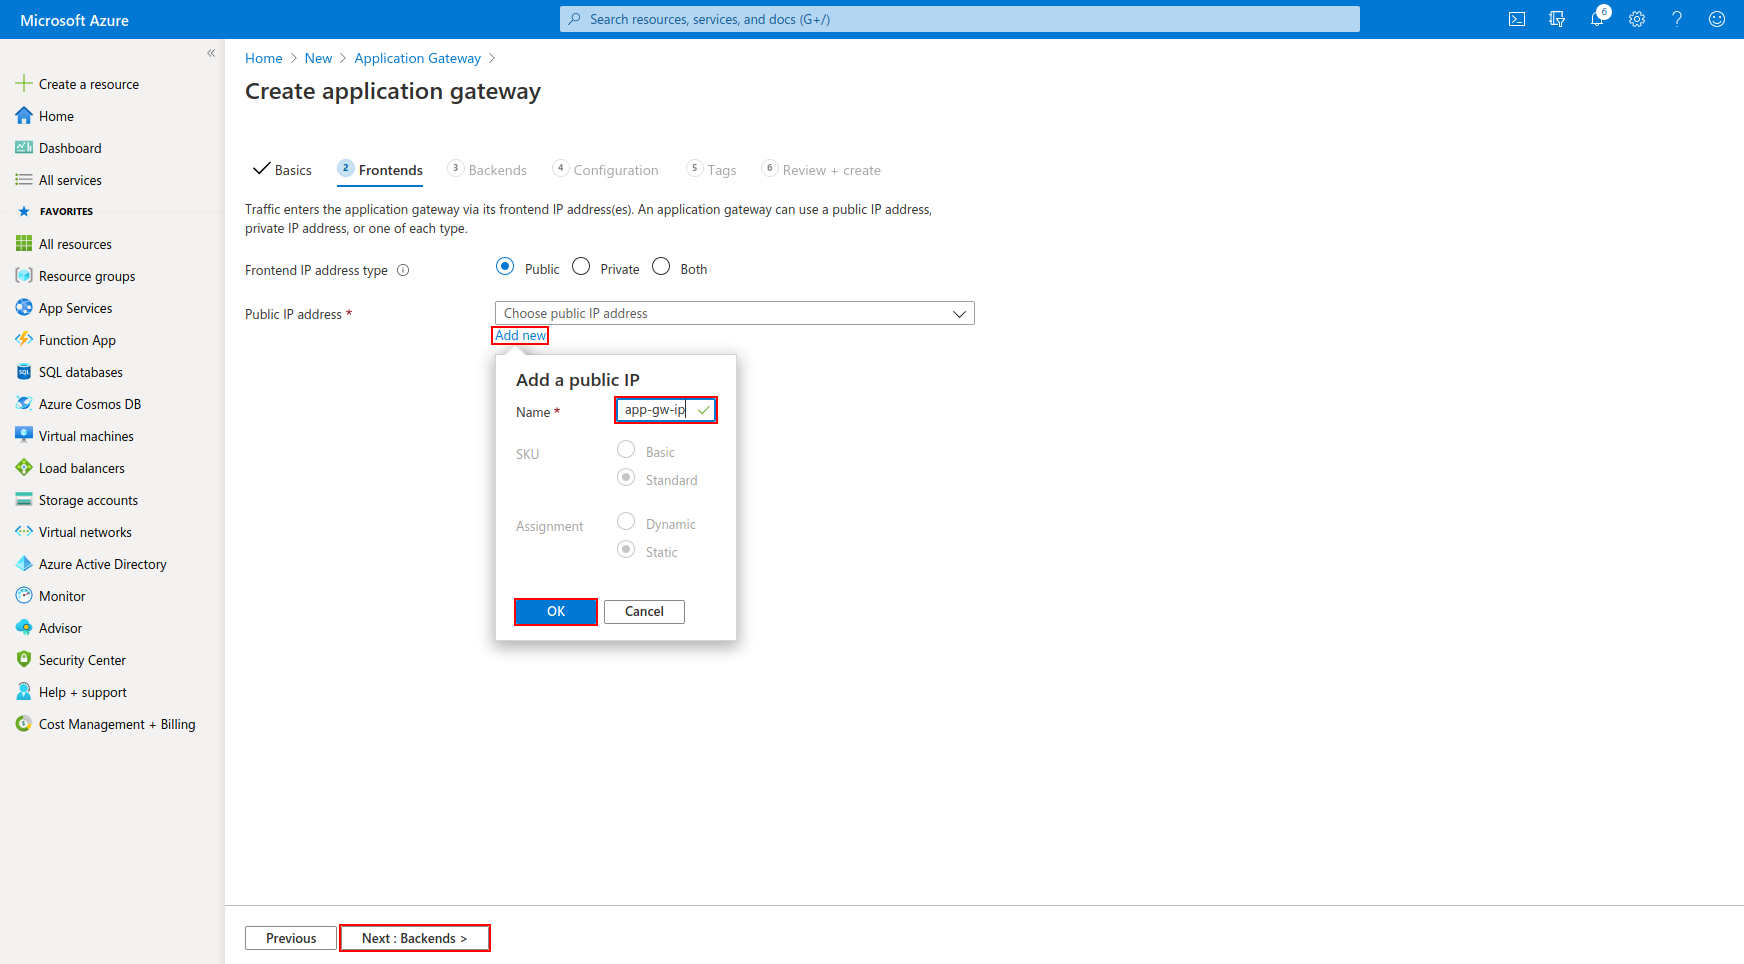 Microsoft Azure
Search resources, services, and docs (G+/)
6
Create a resource
Home
Dashboard
All services
FAVORITES
All resources
Resource groups
App Services
Function App
SQL databases
Azure Cosmos DB
Virtual machines
Load balancers
Storage accounts
Virtual networks
Azure Active Directory
Monitor
Advisor
Security Center
Help + support
Cost Management + Billing
Home > New > Application Gateway >
Create application gateway
Basics
2 Frontends
3 Backends
4 Configuration
5 Tags
6 Review + create
Traffic enters the application gateway via its frontend IP address(es). An application gateway can use a public IP address,
private IP address, or one of each type.
Frontend IP address type
Public Private Both
Public IP address *
Choose public IP address
Add new
Add a public IP
Name * app-gw-ip
SKU Basic
Standard
Assignment Dynamic
Static
OK Cancel
Previous Next : Backends >